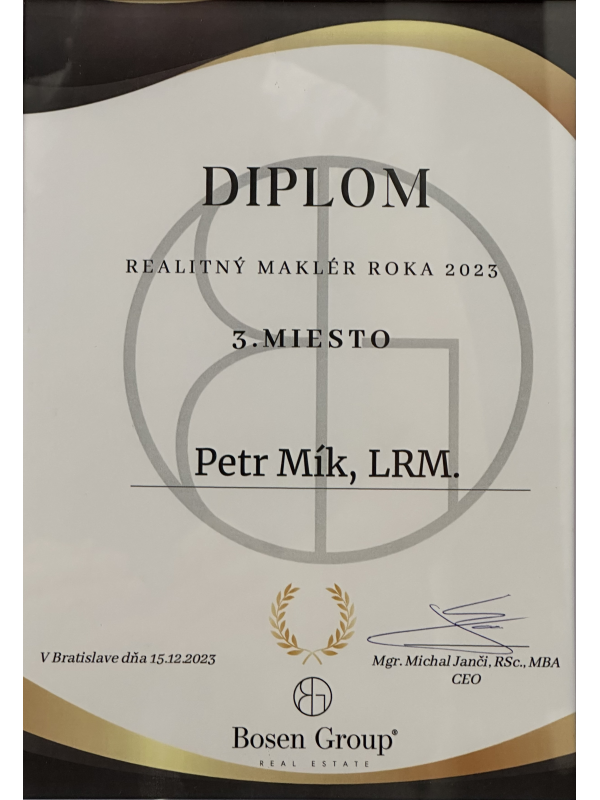 DIPLOM
REALITNÝ MAKLÉR ROKA 2023
3.MIESTO
Petr Mík, LRM.
V Bratislave dňa 15.12.2023
Mgr. Michal Janči, RSc., MBA
CEO
BG
Bosen Group®
REAL ESTATE